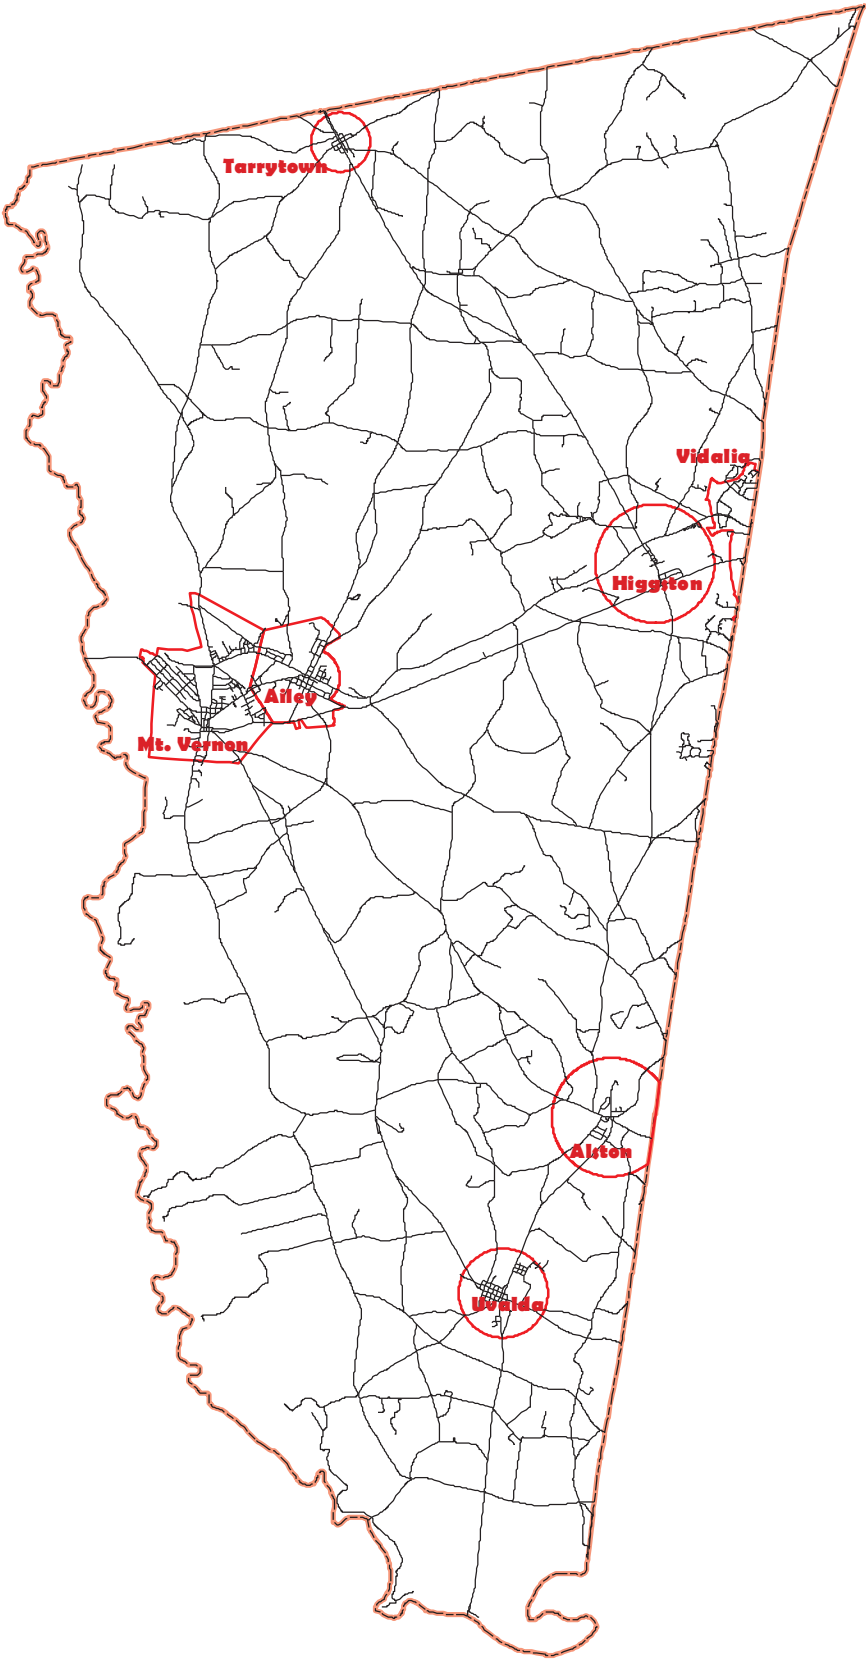 Tarrytown
Vidalia
Higgston
Ailey
Mt. Vernon
Alston
Uvalda